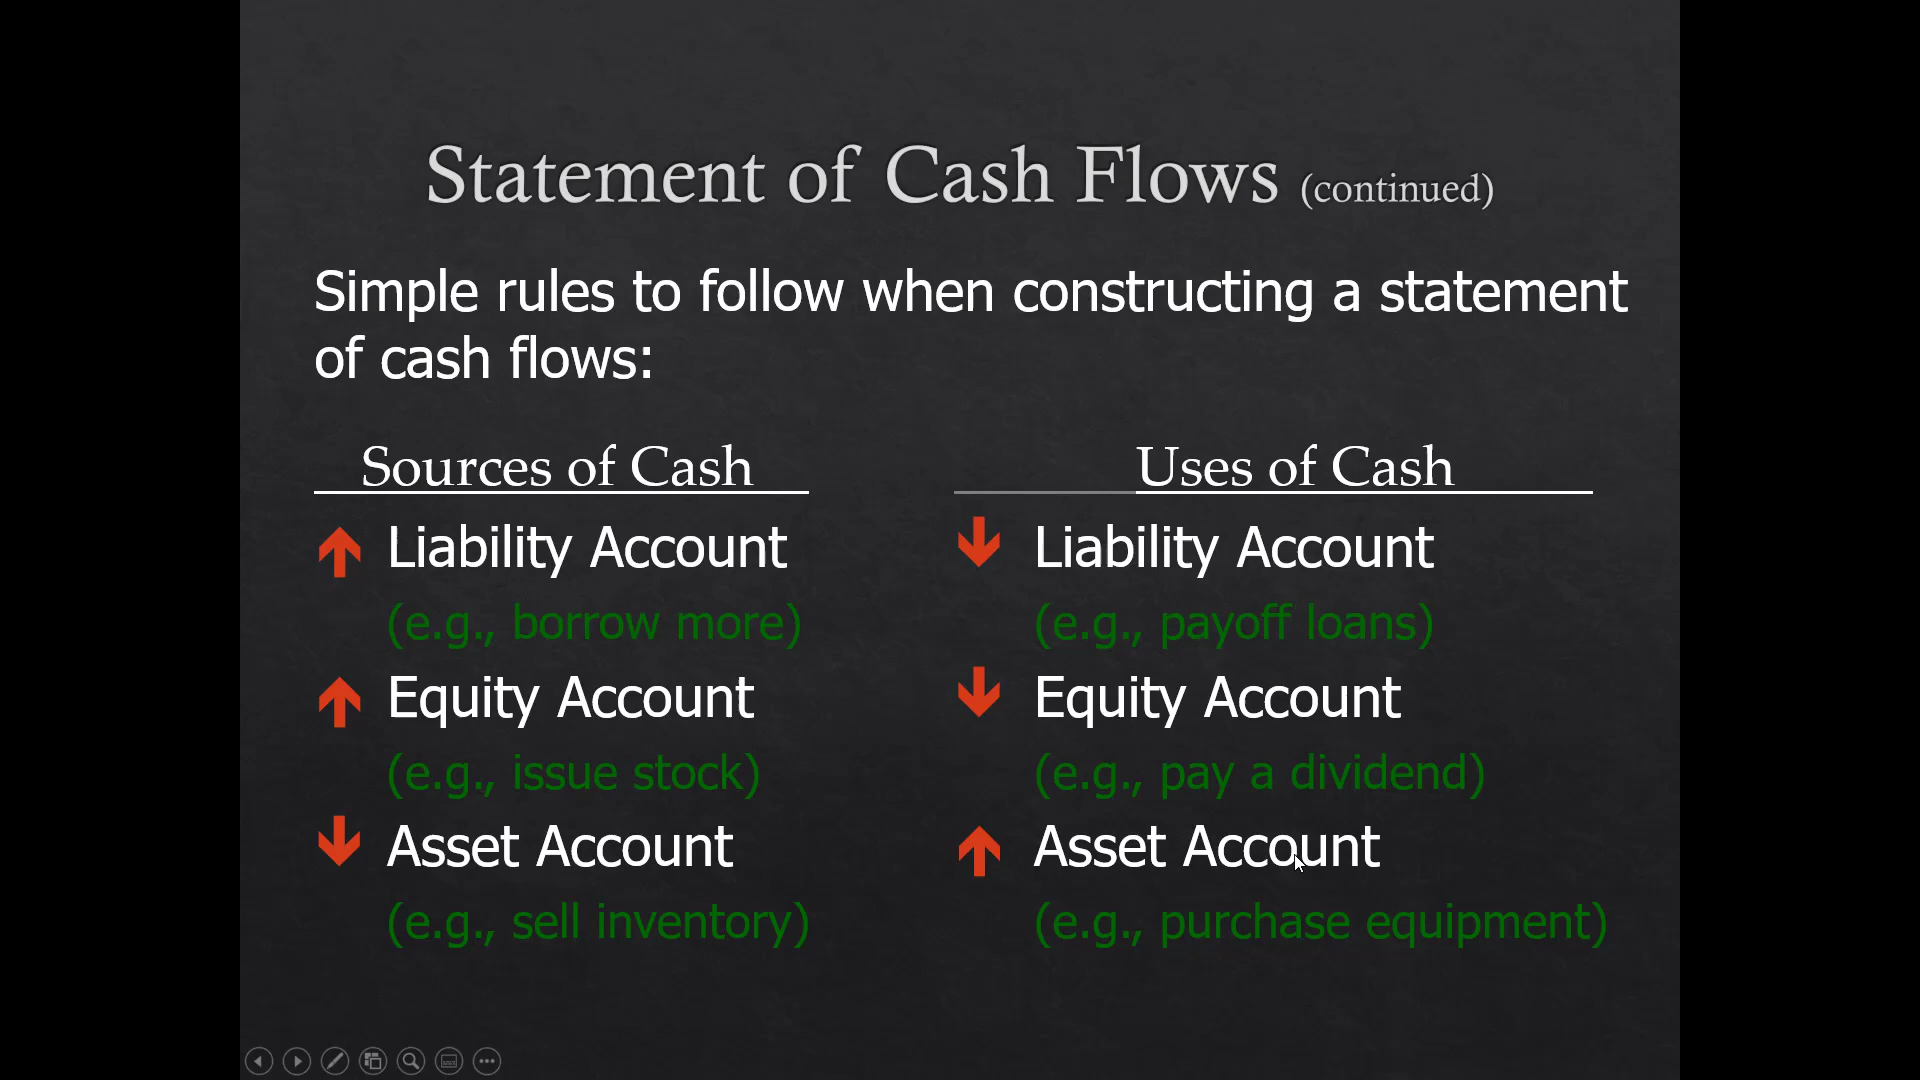 Statement of Cash Flows (continued)
Simple rules to follow when constructing a statement
of cash flows:
Sources of Cash
Liability Account
(e.g., borrow more)
Equity Account
(e.g., issue stock)
Asset Account
(e.g., sell inventory)
Uses of Cash
Liability Account
(e.g., payoff loans)
Equity Account
(e.g., pay a dividend)
Asset Account
(e.g., purchase equipment)